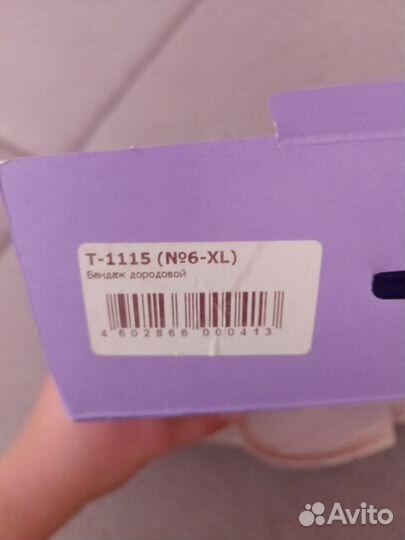 T-1115 (№6-XL)
Бандаж дородовой
4 602866 000413
Avito